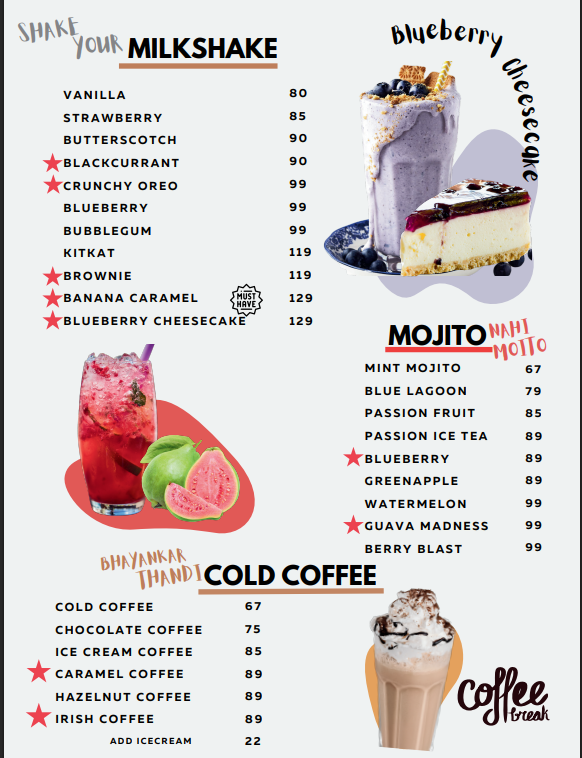 SHAKE
YOUR MILKSHAKE
VANILLA 80
STRAWBERRY 85
BUTTERSCOTCH 90
BLACKCURRANT 90
CRUNCHY OREO 99
BLUEBERRY 99
BUBBLEGUM 99
KITKAT 119
BROWNIE 119
BANANA CARAMEL 129
MUST
HAVE
BLUEBERRY CHEESECAKE 129
Blueberry Cheesecake
MOJITO NAHI
MOITO
MINT MOJITO 67
BLUE LAGOON 79
PASSION FRUIT 85
PASSION ICE TEA 89
BLUEBERRY 89
GREENAPPLE 89
WATERMELON 99
GUAVA MADNESS 99
BERRY BLAST 99
BHAYANKAR
THANDI COLD COFFEE
COLD COFFEE 67
CHOCOLATE COFFEE 75
ICE CREAM COFFEE 85
CARAMEL COFFEE 89
HAZELNUT COFFEE 89
IRISH COFFEE 89
ADD ICECREAM 22
Coffee
break